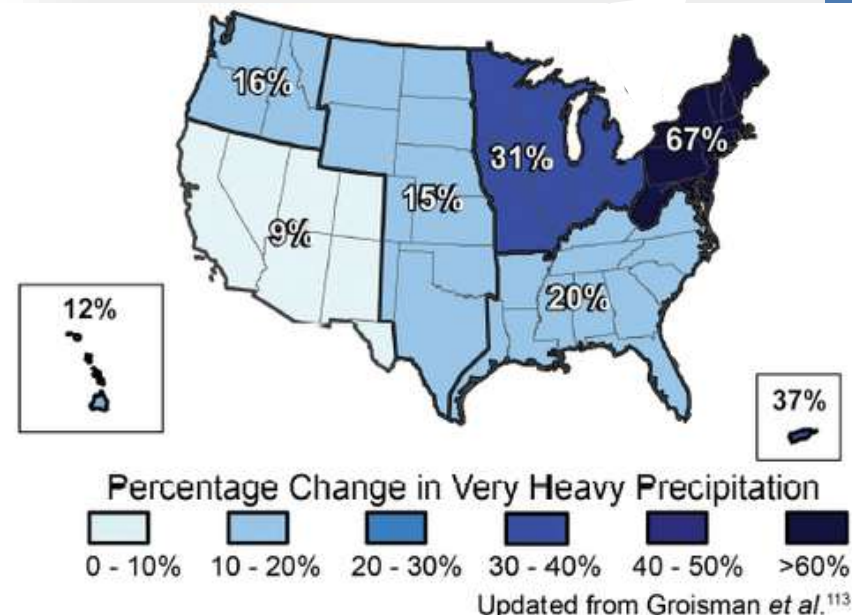 16%
67%
31%
15%
9%
20%
12%
37%
Percentage Change in Very Heavy Precipitation
0 - 10% 10 - 20% 20 - 30% 30 - 40% 40 - 50% >60%
Updated from Groisman et al.¹¹³